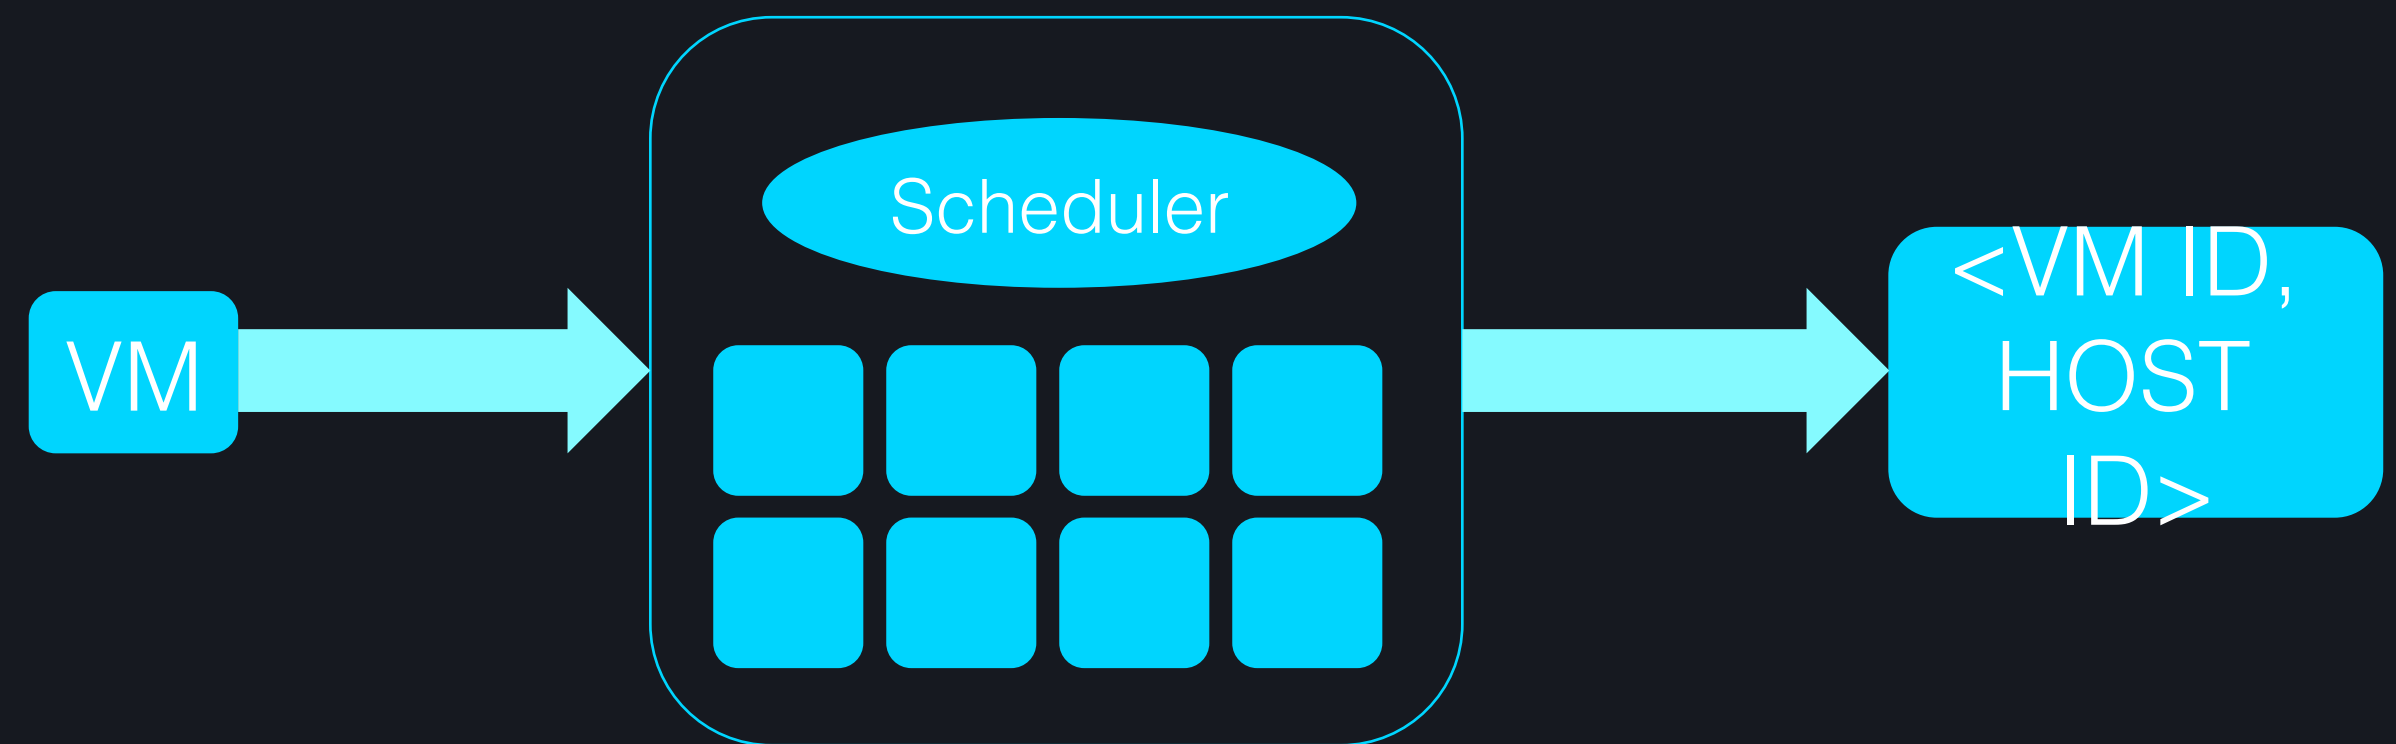 Scheduler
VM
<VM ID,
HOST
ID>